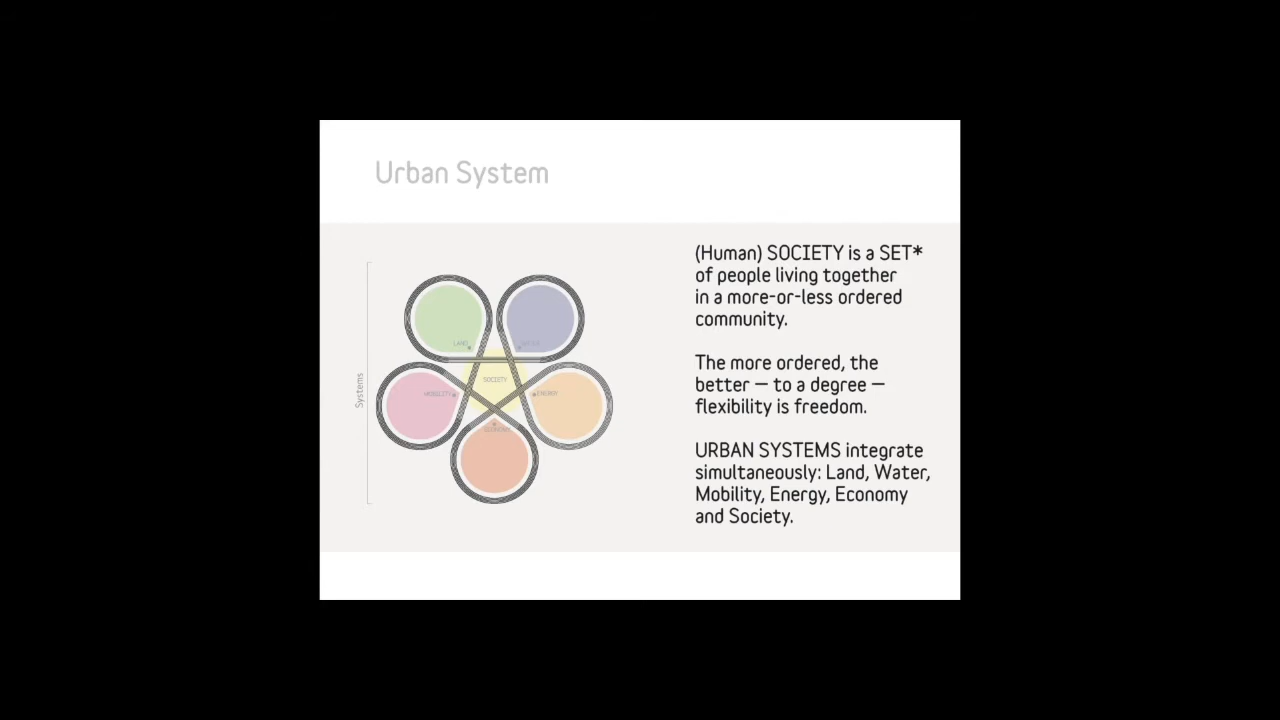 Urban System
Systems
LAND
SOCIETY
MOBILITY
ENERGY
ECONOMY
(Human) SOCIETY is a SET*
of people living together
in a more-or-less ordered
community.
The more ordered, the
better — to a degree —
flexibility is freedom.
URBAN SYSTEMS integrate
simultaneously: Land, Water,
Mobility, Energy, Economy
and Society.